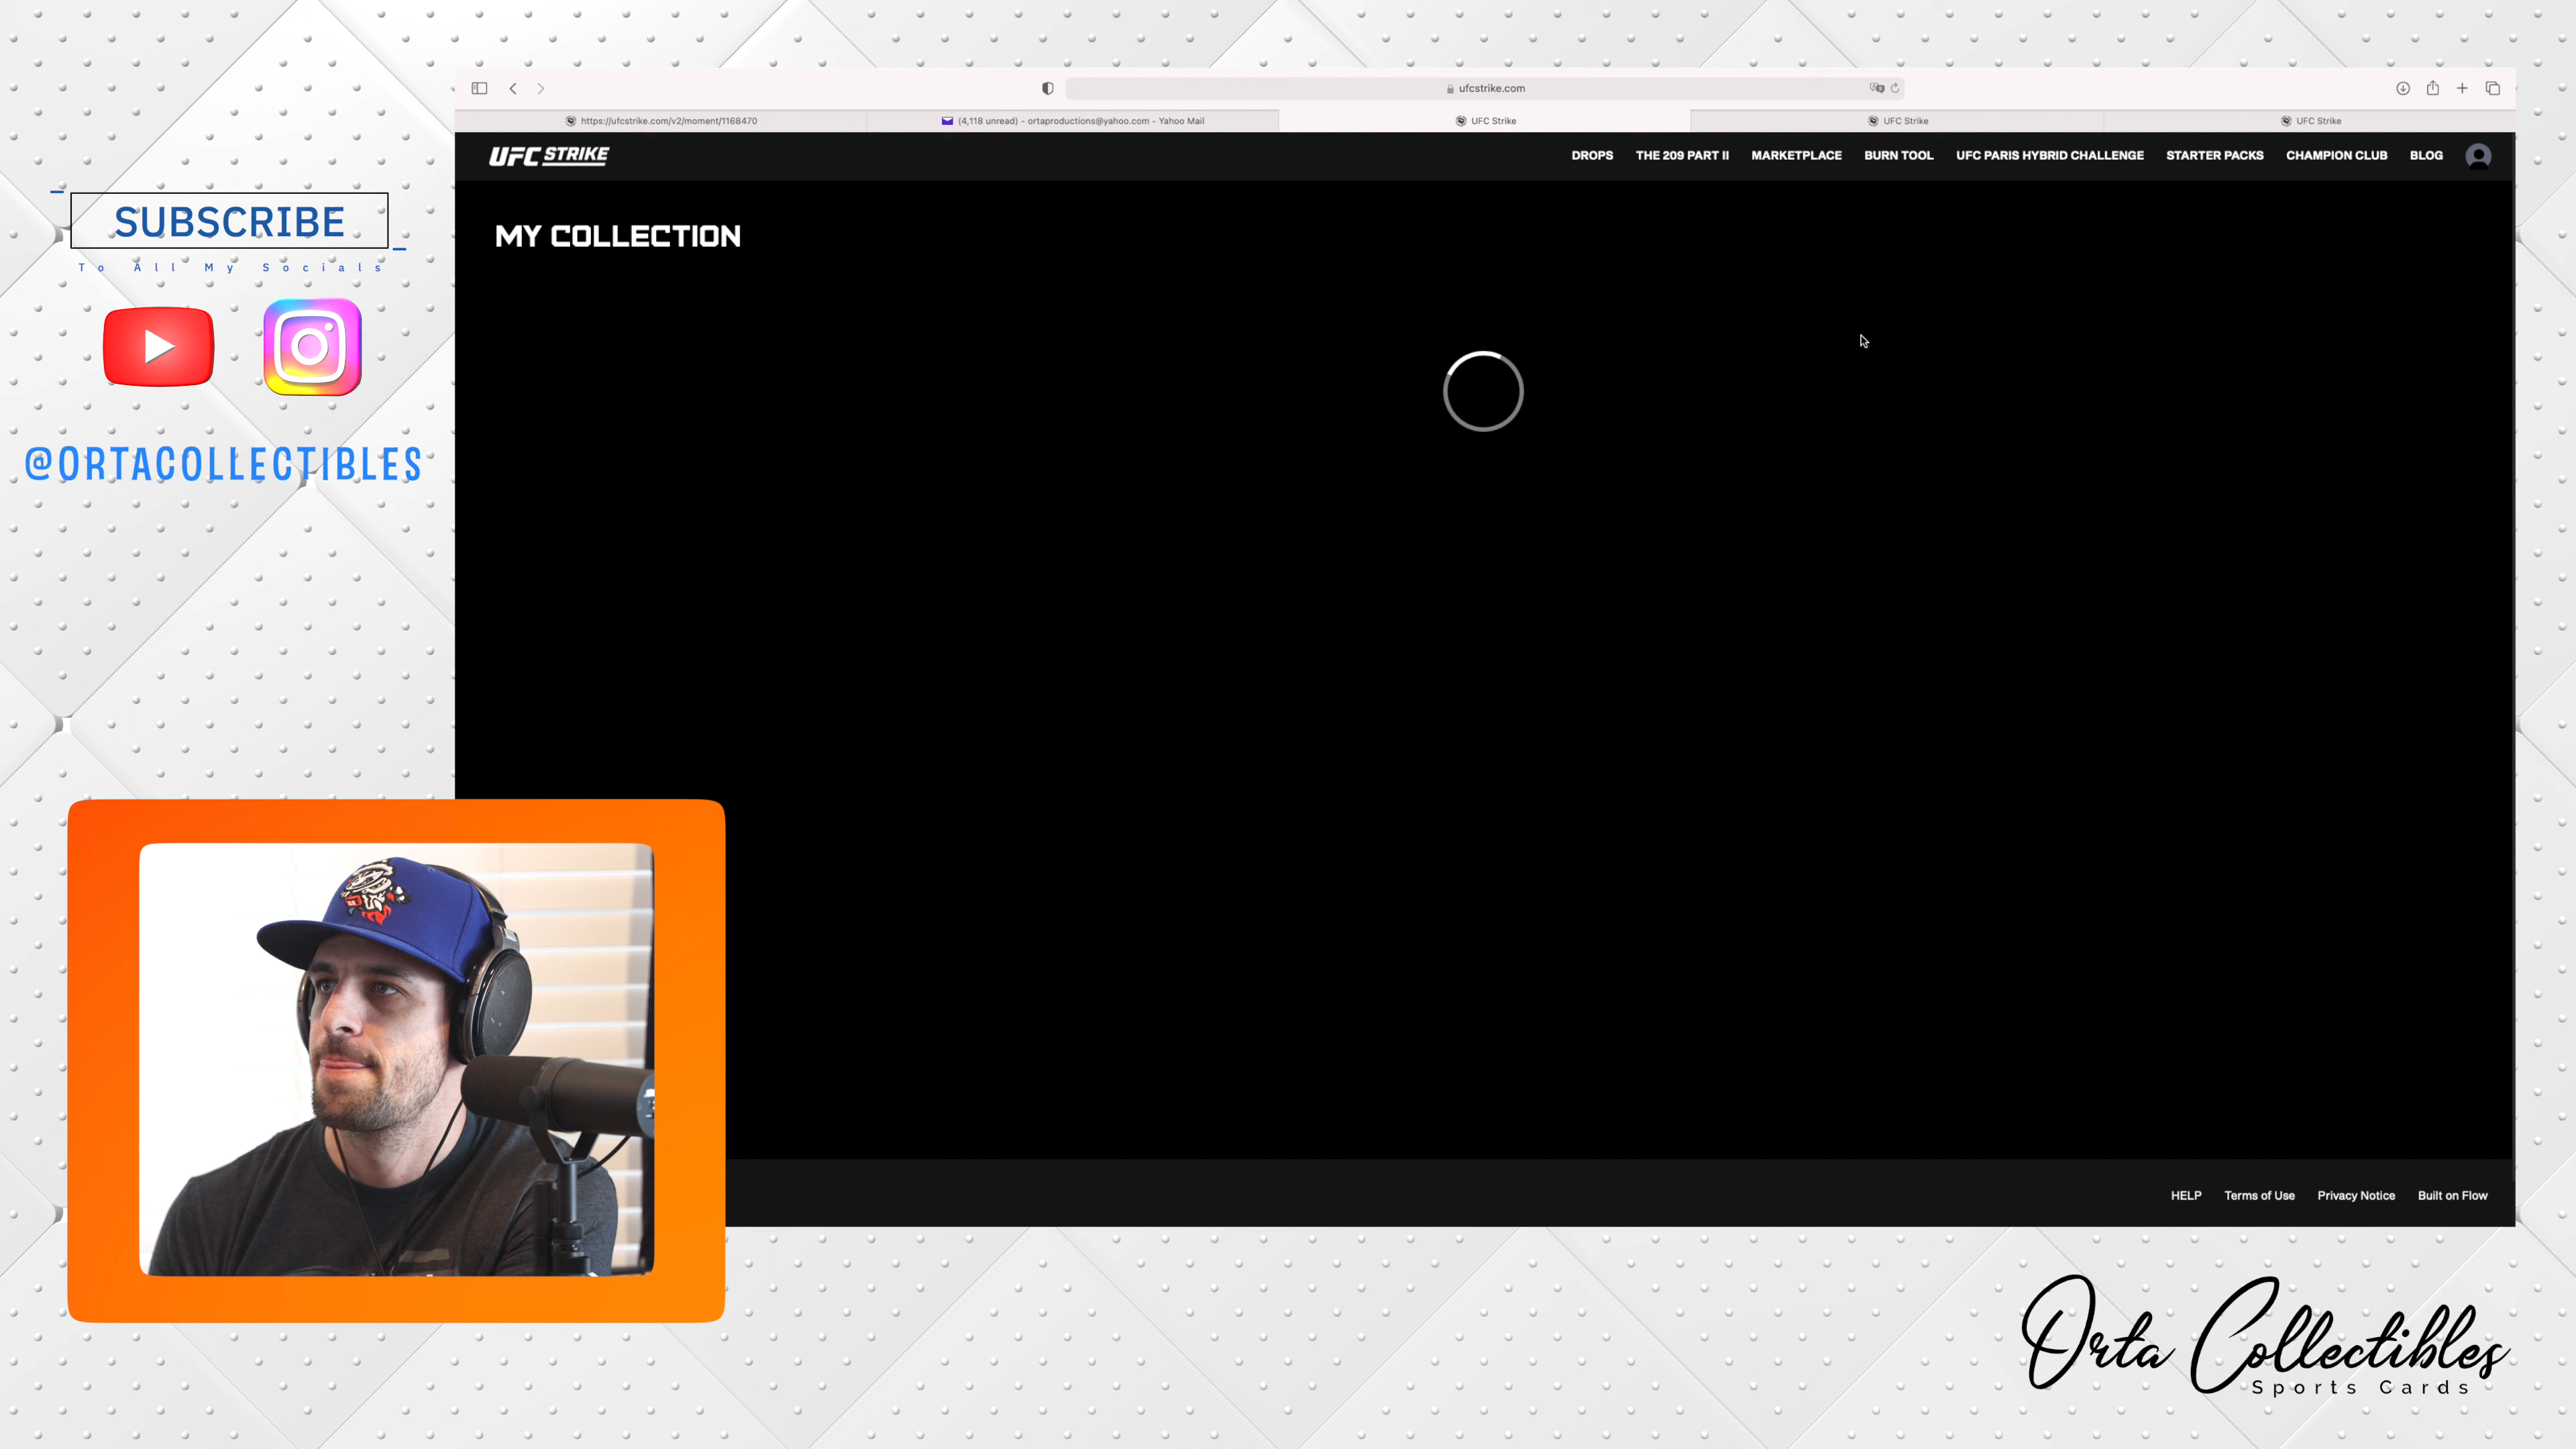 ufcstrike.com
https://ufcstrike.com/v2/moment/1168470
(4,118 unread) - ortaproductions@yahoo.com - Yahoo Mail
UFC Strike
UFC Strike
UFC Strike
UFC STRIKE
DROPS
THE 209 PART II
MARKETPLACE
BURN TOOL
UFC PARIS HYBRID CHALLENGE
STARTER PACKS
CHAMPION CLUB
BLOG
MY COLLECTION
SUBSCRIBE
To All My Socials
@ORTACOLLECTIBLES
HELP
Terms of Use
Privacy Notice
Built on Flow
Orta Collectibles
Sports Cards